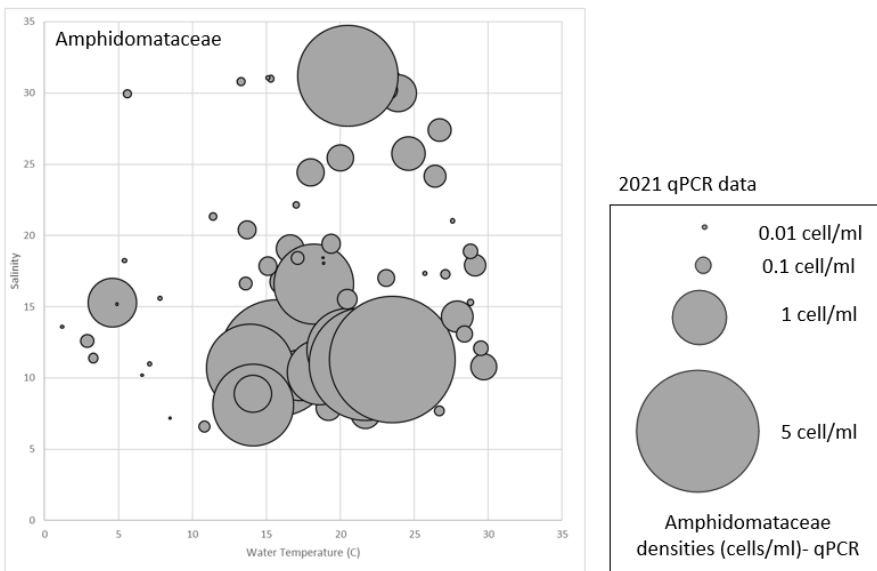 Amphidomataceae
35
30
25
20
15
10
5
0
Salinity
0 5 10 15 20 25 30 35
Water Temperature (C)
2021 qPCR data
0.01 cell/ml
0.1 cell/ml
1 cell/ml
5 cell/ml
Amphidomataceae
densities (cells/ml)- qPCR